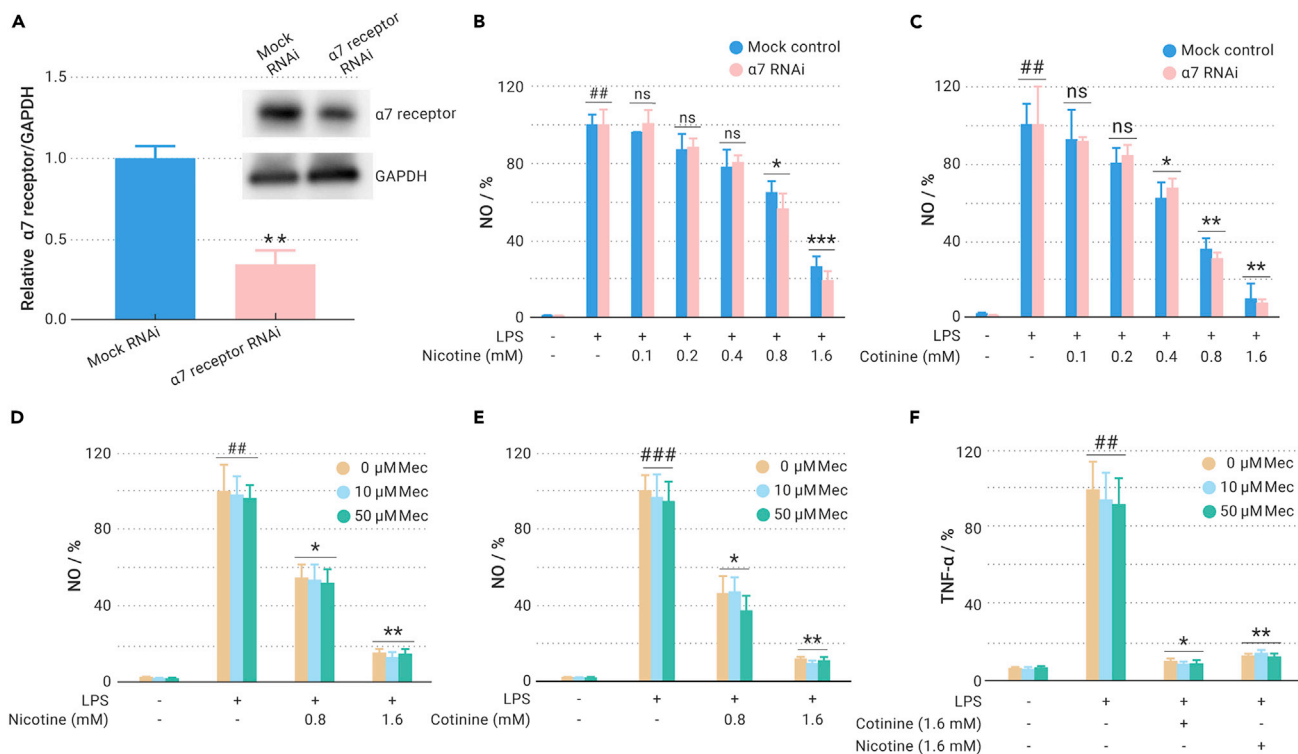 A
Mock RNAi
α7 receptor RNAi
Relative α7 receptor/GAPDH
1.5
1.0
0.5
0.0
α7 receptor
GAPDH
**
Mock RNAi
α7 receptor RNAi
B
Mock control
α7 RNAi
NO / %
120
80
40
0
## ns ns ns * ***
LPS - + + + + + +
Nicotine (mM) - - 0.1 0.2 0.4 0.8 1.6
C
Mock control
α7 RNAi
NO / %
120
80
40
0
## ns ns * ** **
LPS - + + + + + +
Cotinine (mM) - - 0.1 0.2 0.4 0.8 1.6
D
0 µM Mec
10 µM Mec
50 µM Mec
NO / %
120
80
40
0
## * **
LPS - + + +
Nicotine (mM) - - 0.8 1.6
E
0 µM Mec
10 µM Mec
50 µM Mec
NO / %
120
80
40
0
### * **
LPS - + + +
Cotinine (mM) - - 0.8 1.6
F
0 µM Mec
10 µM Mec
50 µM Mec
TNF-α / %
120
80
40
0
## * **
LPS - + + +
Cotinine (1.6 mM) - - + -
Nicotine (1.6 mM) - - - +